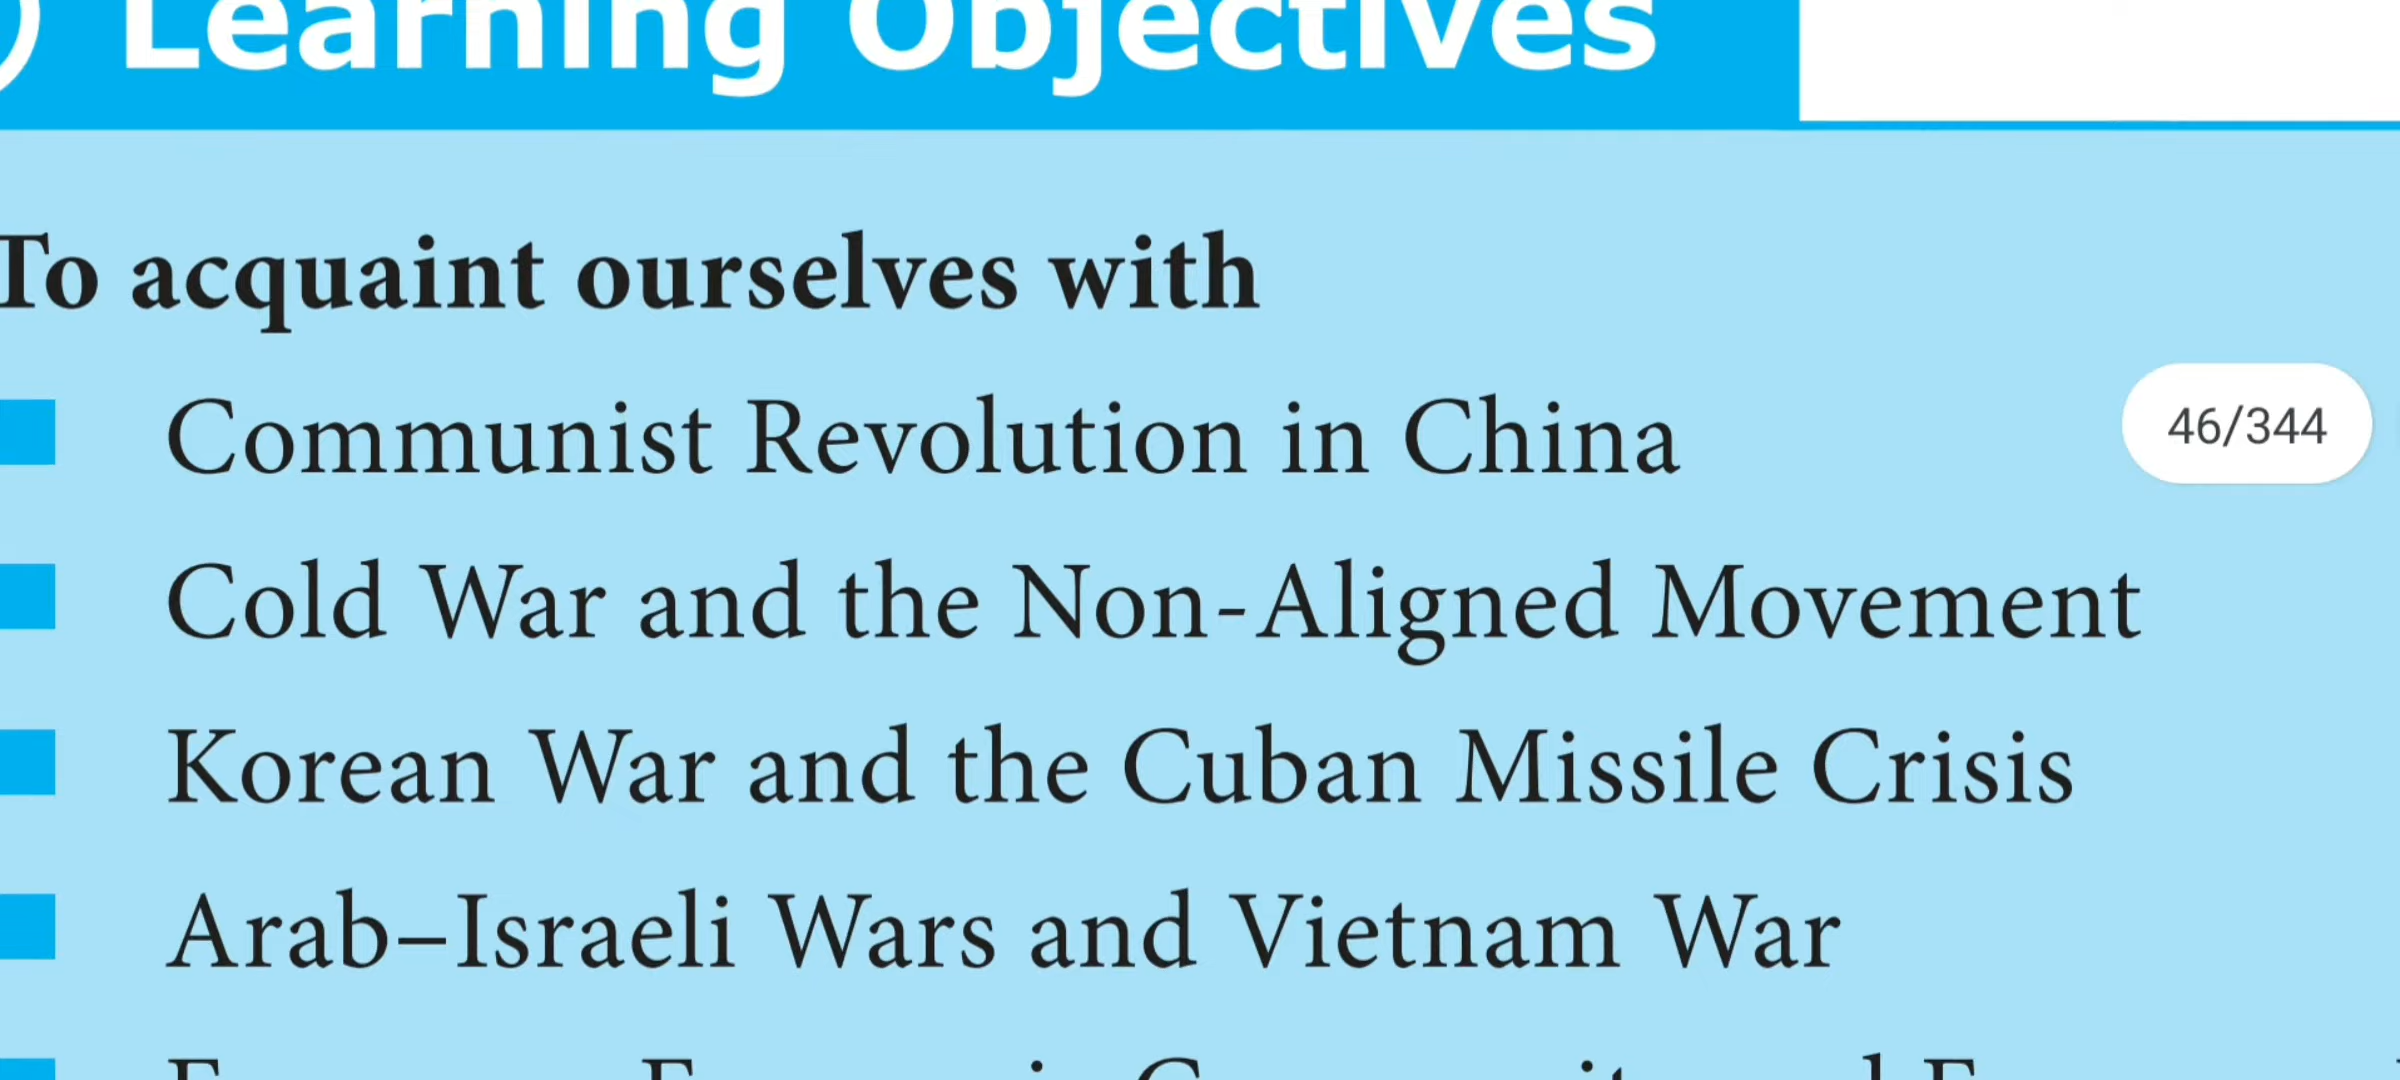 Learning Objectives
To acquaint ourselves with
Communist Revolution in China
46/344
Cold War and the Non-Aligned Movement
Korean War and the Cuban Missile Crisis
Arab–Israeli Wars and Vietnam War